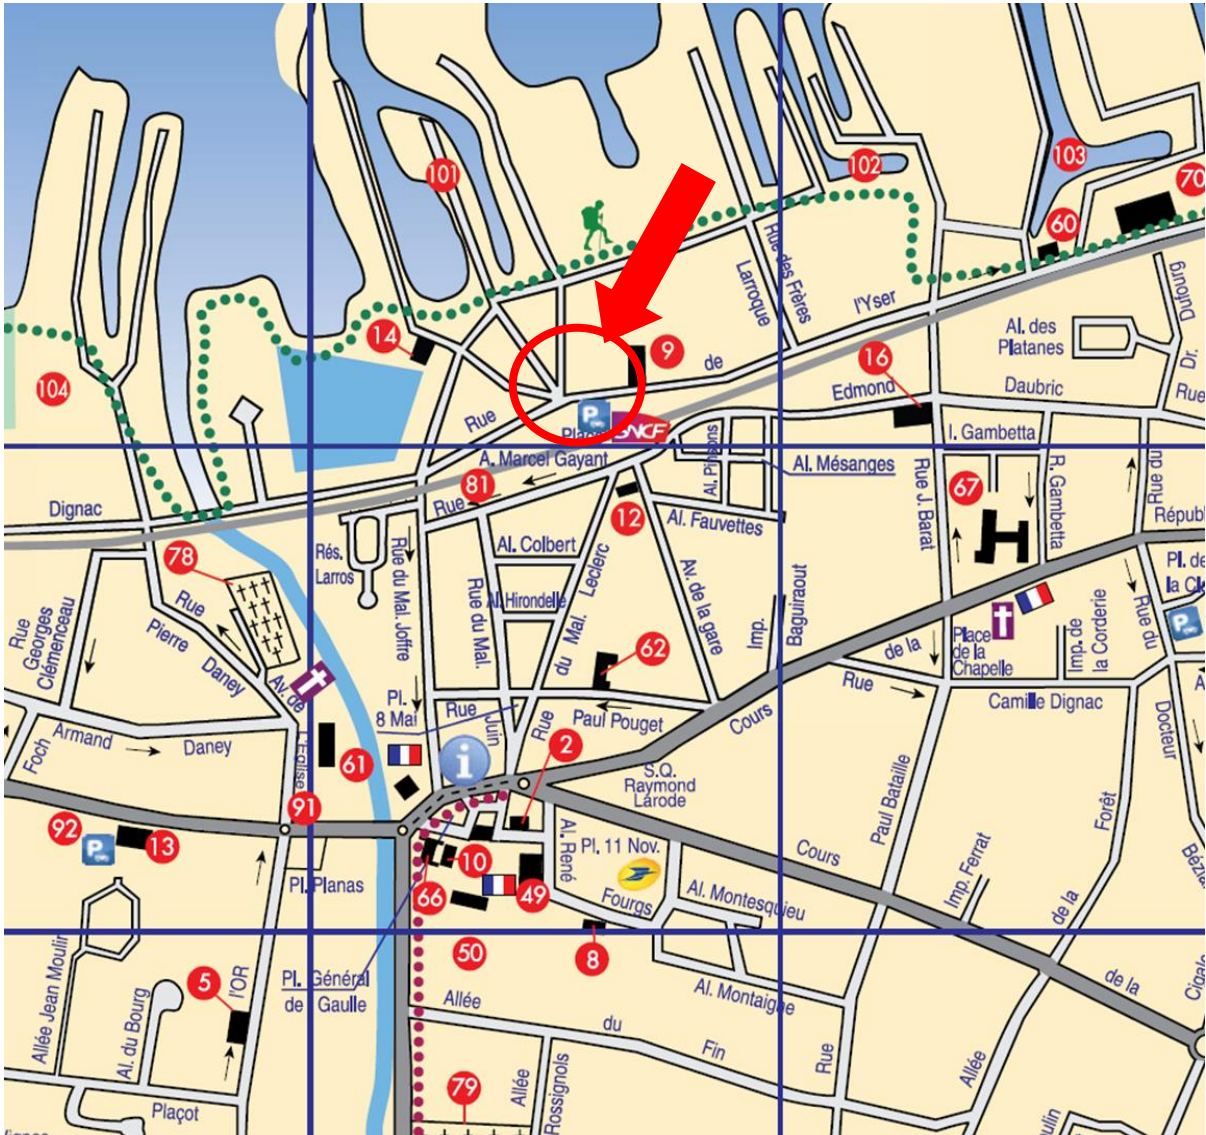 101
102
103
70
60
Rue des Frères
Larroque
l'Yser
Dufourg
Dr.
Al. des
Platanes
14
9
16
104
de
Edmond
Daubric
Rue
Rue
P
SNCF
I. Gambetta
A. Marcel Gayant
Al. Pinsons
Al. Mésanges
81
Rue
67
Dignac
12
Al. Fauvettes
Rue J. Barat
R. Gambetta
Rue du
Républ
Rés.
Larros
Rue du Mal. Joffre
Al. Colbert
Leclerc
78
Al. Hirondelle
Rue du Mal.
Juin
Av. de la gare
Imp.
Baguiraout
Pl. de
la Cl
P
Rue
Georges
Clémenceau
Rue
Pierre
Daney
Av. de
L'Eglise
du Mal.
Rue
62
de la
Rue
Place
de la
Chapelle
Imp. de
la Corderie
Rue du
Docteur
Camille Dignac
Pl.
8 Mai
Rue
Paul Pouget
Cours
Foch
Armand
Daney
61
i
2
S.Q.
Raymond
Lárode
Paul Bataille
Forêt
91
92
P
13
Al. René
Pl. 11 Nov.
Cours
Pl. Planas
10
66
49
Fourgs
Al. Montesquieu
Imp. Ferrat
de la
Bézia
50
8
Allée Jean Moulin
Al. du Bourg
5
l'OR
Pl. Général
de Gaulle
Al. Montaigne
de la
Cigale
Allée
du
Fin
Rue
Allée
79
Allée
Rossignols
Plaçot